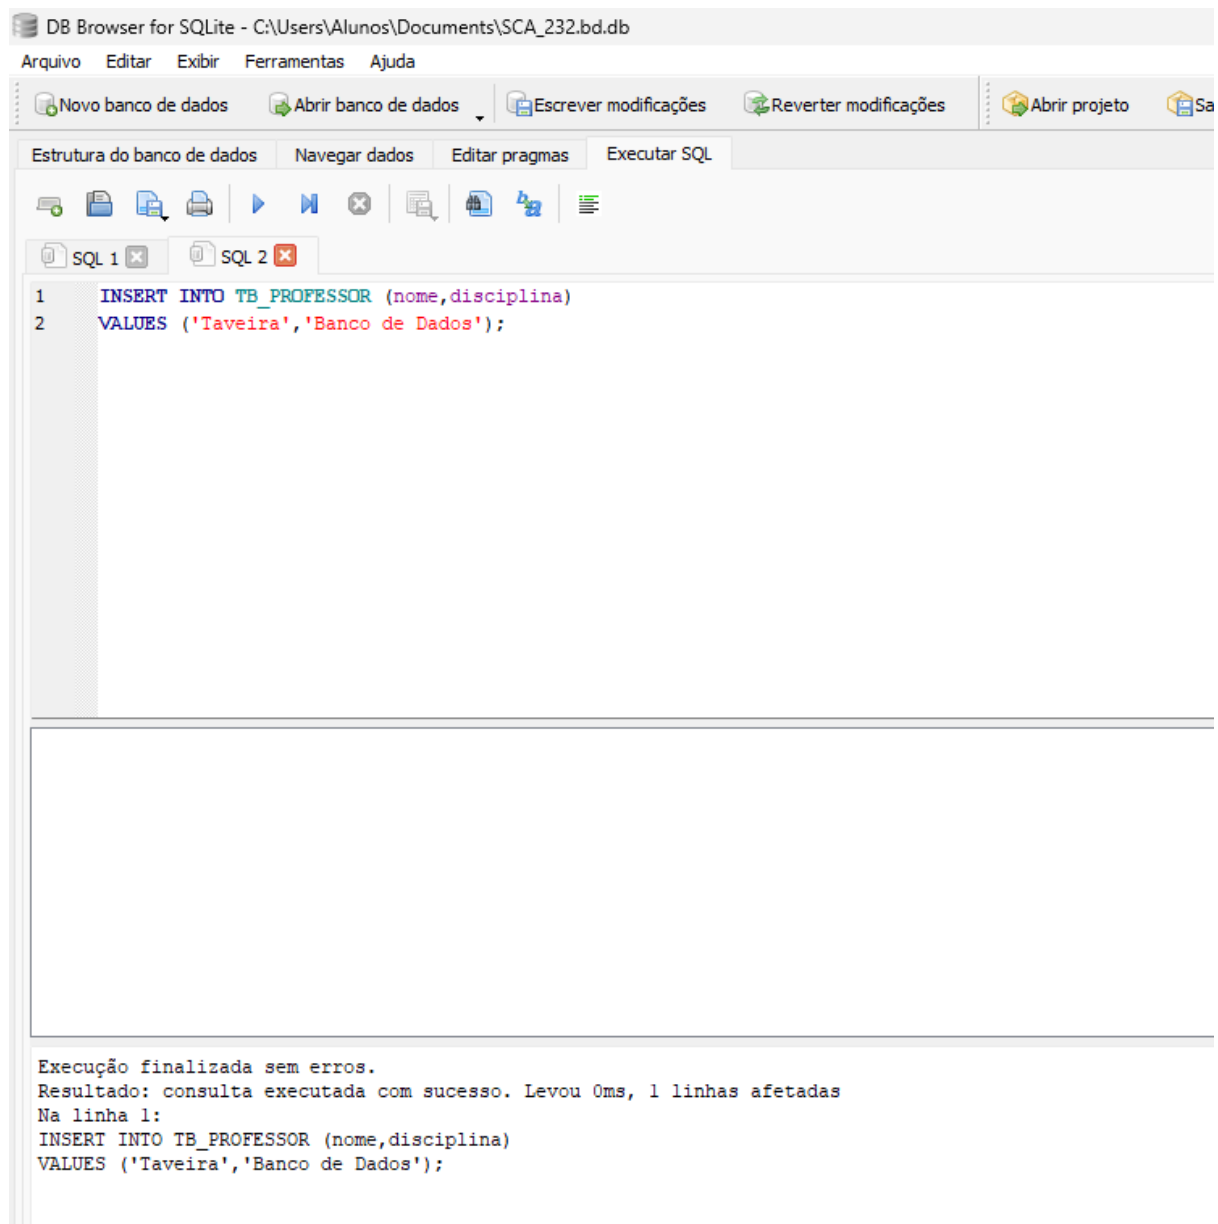 DB Browser for SQLite - C:\Users\Alunos\Documents\SCA_232.bd.db
Arquivo Editar Exibir Ferramentas Ajuda
Novo banco de dados Abrir banco de dados Escrever modificações Reverter modificações Abrir projeto Sa
Estrutura do banco de dados Navegar dados Editar pragmas Executar SQL
SQL 1 SQL 2
1 INSERT INTO TB_PROFESSOR (nome,disciplina)
2 VALUES ('Taveira','Banco de Dados');
Execução finalizada sem erros.
Resultado: consulta executada com sucesso. Levou 0ms, 1 linhas afetadas
Na linha 1:
INSERT INTO TB_PROFESSOR (nome,disciplina)
VALUES ('Taveira','Banco de Dados');